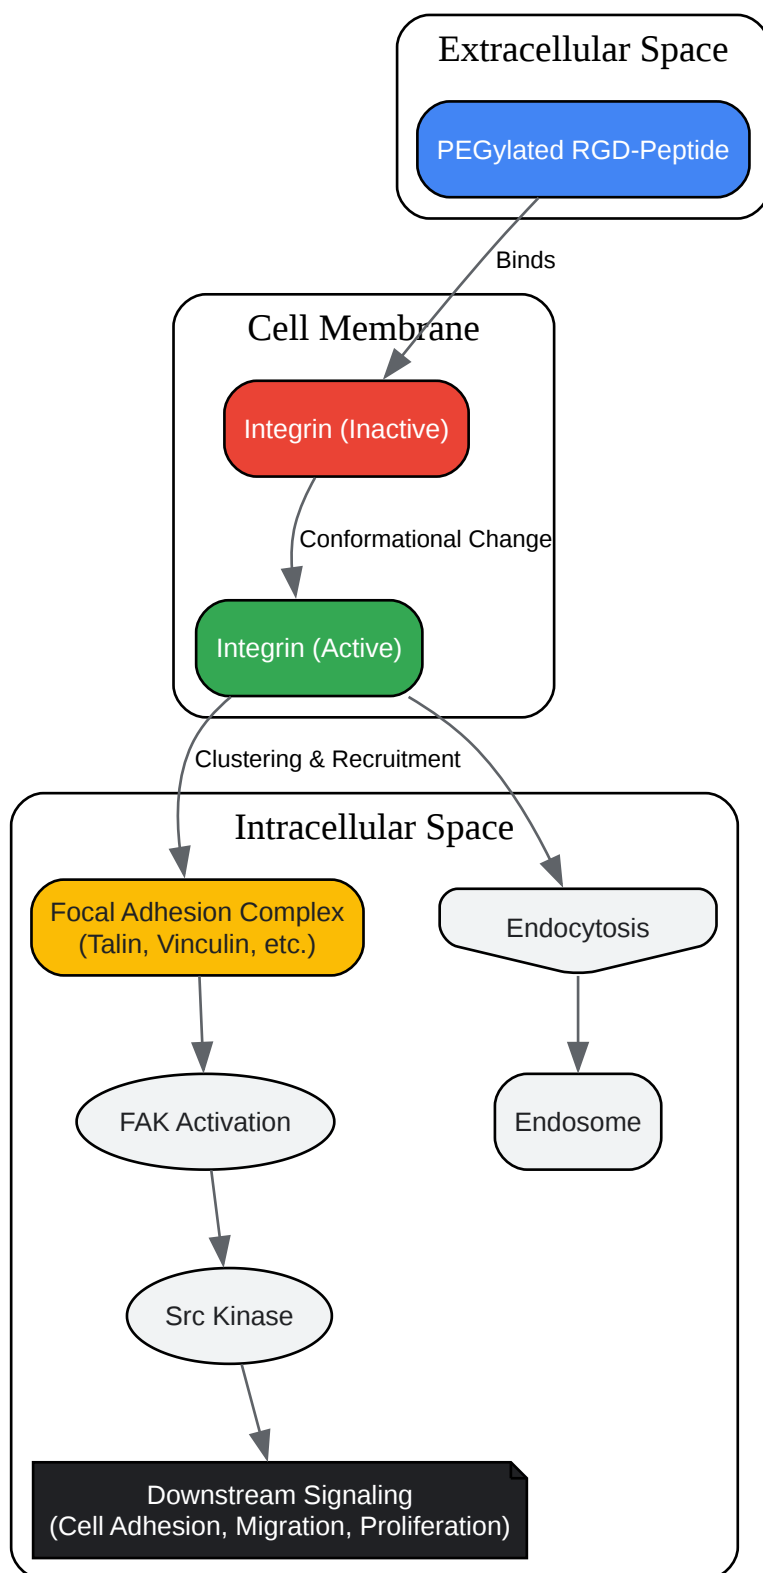 Extracellular Space
PEGylated RGD-Peptide
Binds
Cell Membrane
Integrin (Inactive)
Conformational Change
Integrin (Active)
Clustering & Recruitment
Intracellular Space
Focal Adhesion Complex
(Talin, Vinculin, etc.)
Endocytosis
FAK Activation
Endosome
Src Kinase
Downstream Signaling
(Cell Adhesion, Migration, Proliferation)